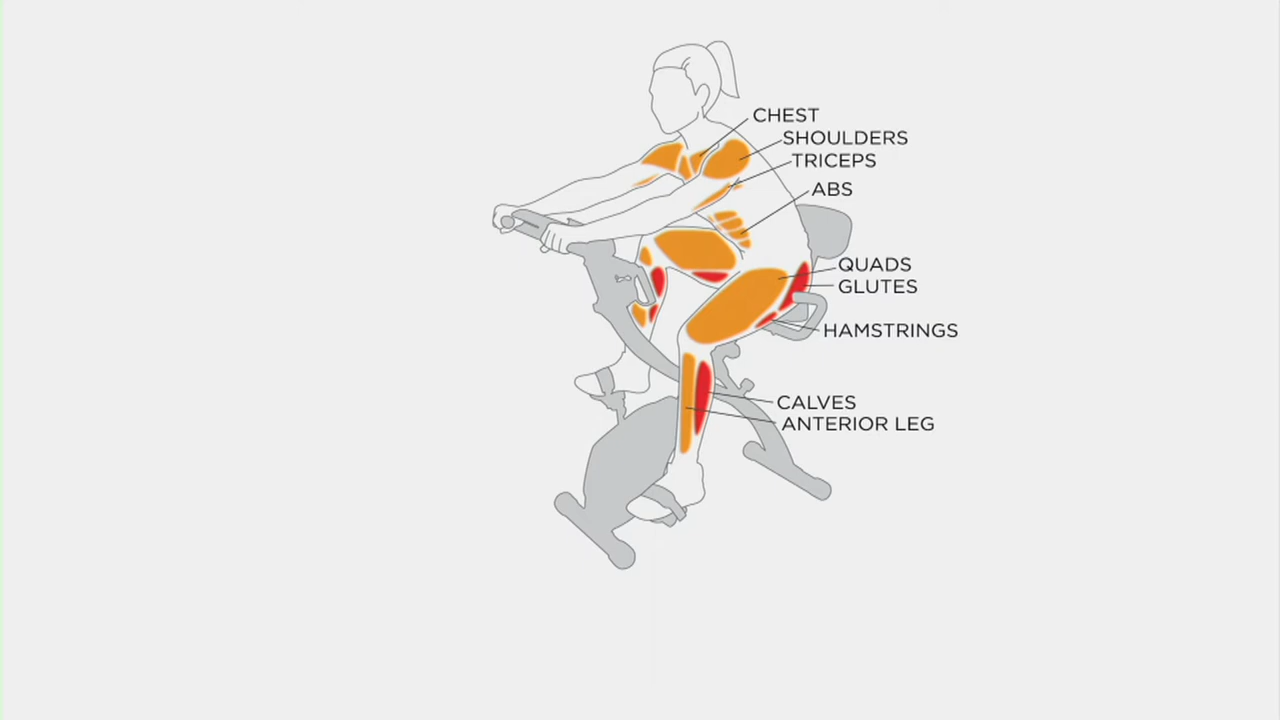 CHEST
SHOULDERS
TRICEPS
ABS
QUADS
GLUTES
HAMSTRINGS
CALVES
ANTERIOR LEG